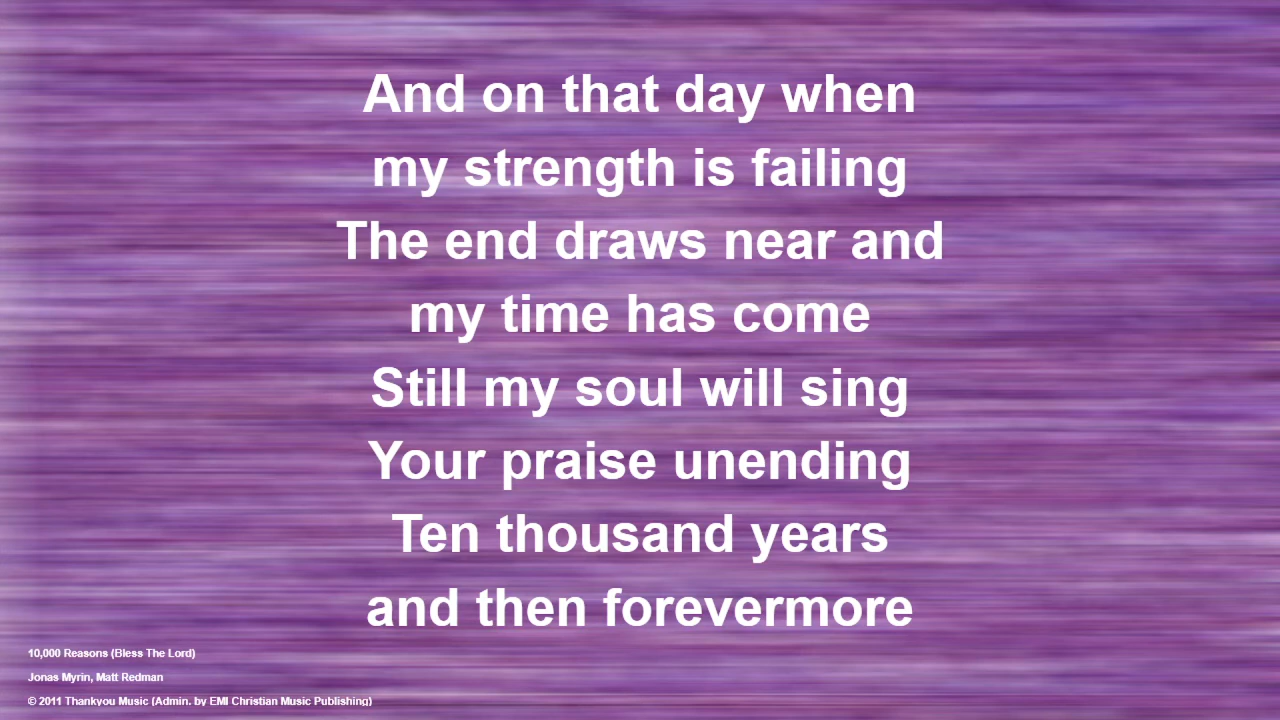 And on that day when
my strength is failing
The end draws near and
my time has come
Still my soul will sing
Your praise unending
Ten thousand years
and then forevermore
10,000 Reasons (Bless The Lord)
Jonas Myrin, Matt Redman
© 2011 Thankyou Music (Admin. by EMI Christian Music Publishing)